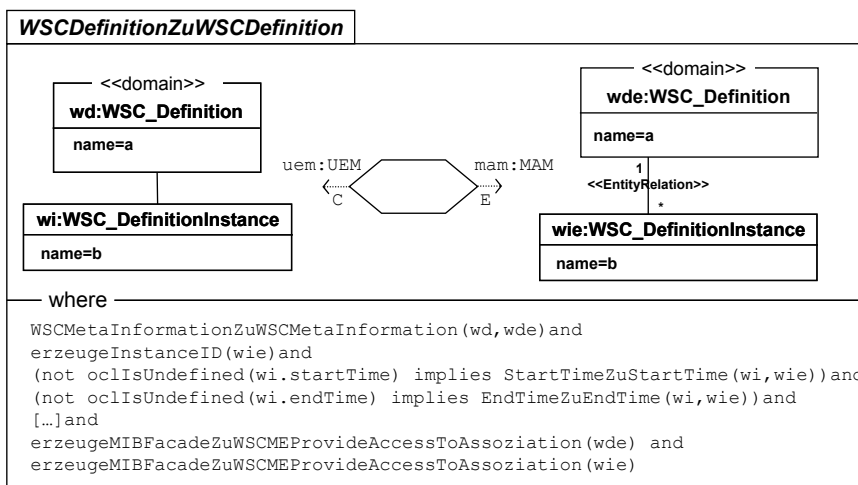 WSCDefinitionZuWSCDefinition
<<domain>>
wd:WSC_Definition
name=a
wi:WSC_DefinitionInstance
name=b
uem:UEM
C
mam:MAM
E
<<domain>>
wde:WSC_Definition
name=a
1
<<EntityRelation>>
*
wie:WSC_DefinitionInstance
name=b
where
WSCMetaInformationZuWSCMetaInformation(wd,wde)and
erzeugeInstanceID(wie)and
(not oclIsUndefined(wi.startTime) implies StartTimeZuStartTime(wi,wie))and
(not oclIsUndefined(wi.endTime) implies EndTimeZuEndTime(wi,wie))and
[…]and
erzeugeMIBFacadeZuWSCMEProvideAccessToAssoziation(wde) and
erzeugeMIBFacadeZuWSCMEProvideAccessToAssoziation(wie)